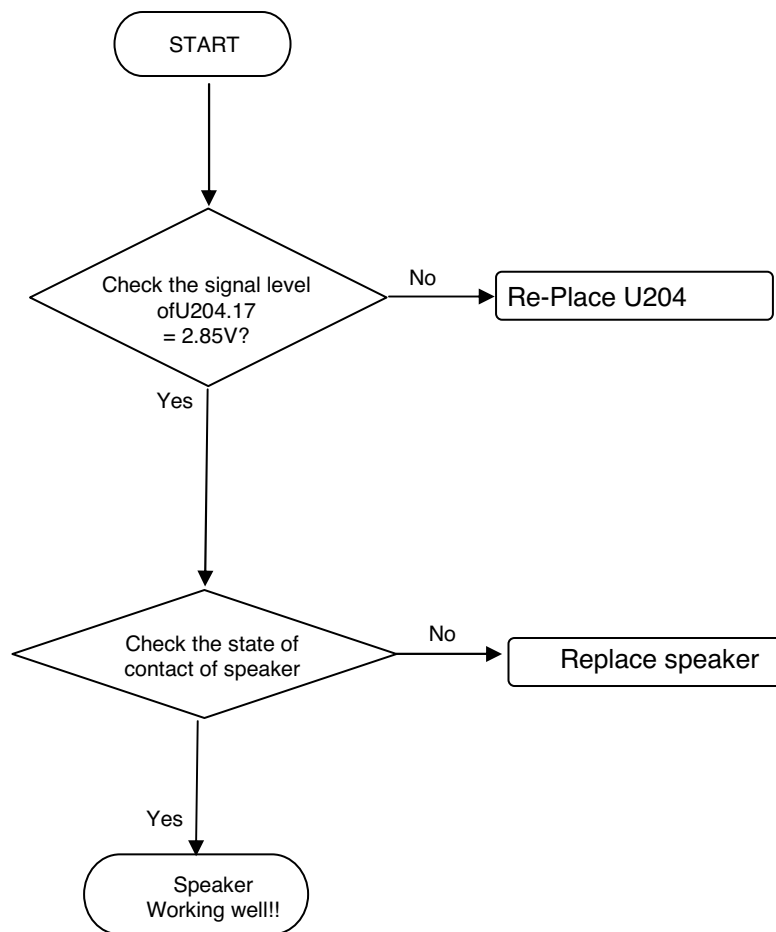 START
Check the signal level
ofU204.17
= 2.85V?
No
Re-Place U204
Yes
Check the state of
contact of speaker
No
Replace speaker
Yes
Speaker
Working well!!